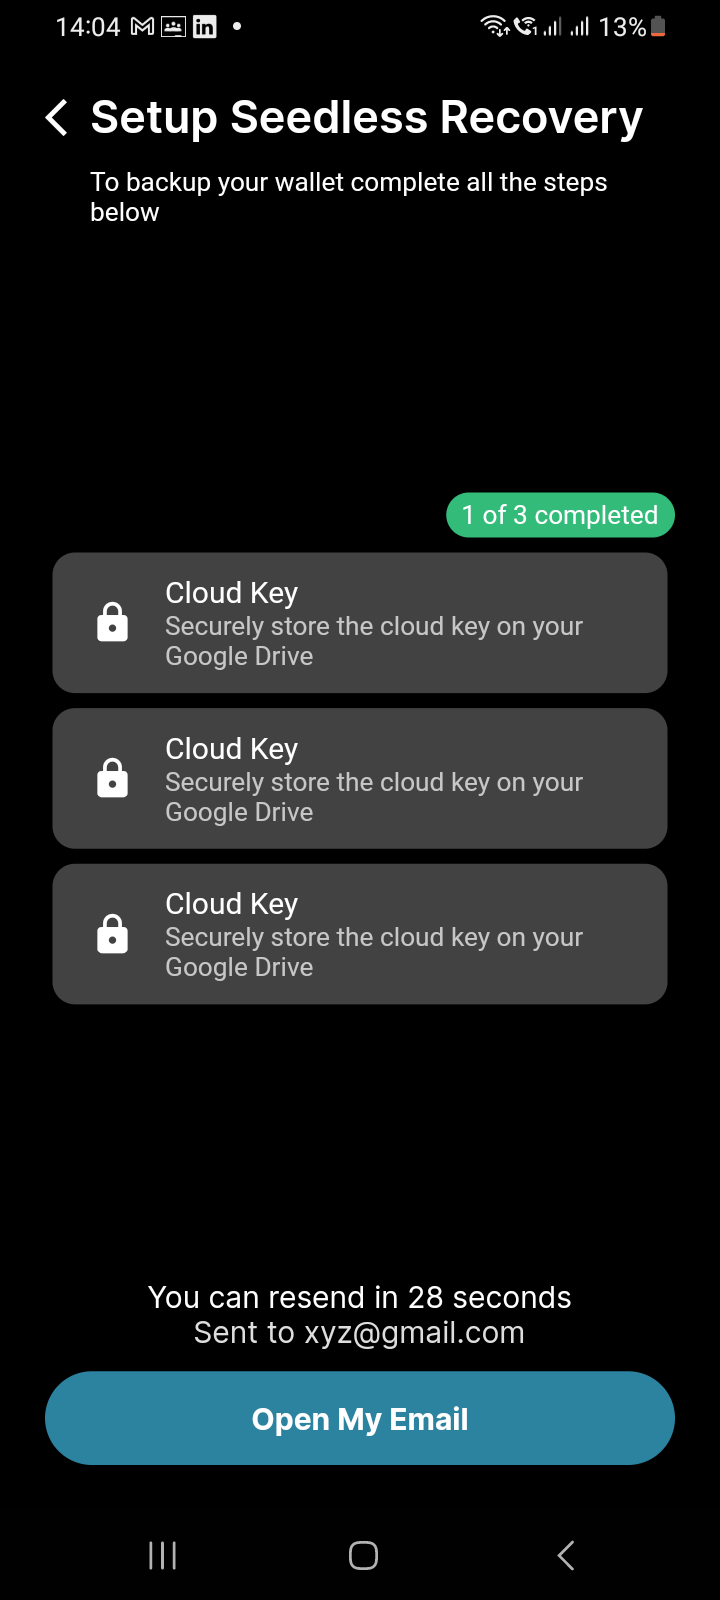 14:04
13%
Setup Seedless Recovery
To backup your wallet complete all the steps
below
1 of 3 completed
Cloud Key
Securely store the cloud key on your
Google Drive
Cloud Key
Securely store the cloud key on your
Google Drive
Cloud Key
Securely store the cloud key on your
Google Drive
You can resend in 28 seconds
Sent to xyz@gmail.com
Open My Email